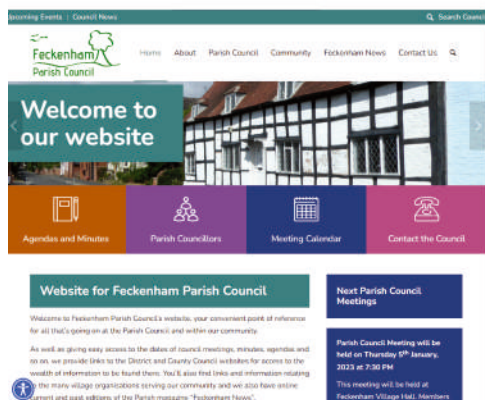 Upcoming Events | Council News
Search Council
Feckenham
Parish Council
Home About Parish Council Community Feckenham News Contact Us
Welcome to
our website
Agendas and Minutes
Parish Councillors
Meeting Calendar
Contact the Council
Website for Feckenham Parish Council
Welcome to Feckenham Parish Council's website, your convenient point of reference
for all that's going on at the Parish Council and within our community.
As well as giving easy access to the dates of council meetings, minutes, agendas and
so on, we provide links to the District and County Council websites for access to the
wealth of information to be found there. You'll also find links and information relating
to the many village organisations serving our community and we also have online
current and past editions of the Parish magazine "Feckenham News".
Next Parish Council
Meetings
Parish Council Meeting will be
held on Thursday 5th January,
2023 at 7:30 PM
This meeting will be held at
Feckenham Village Hall. Members